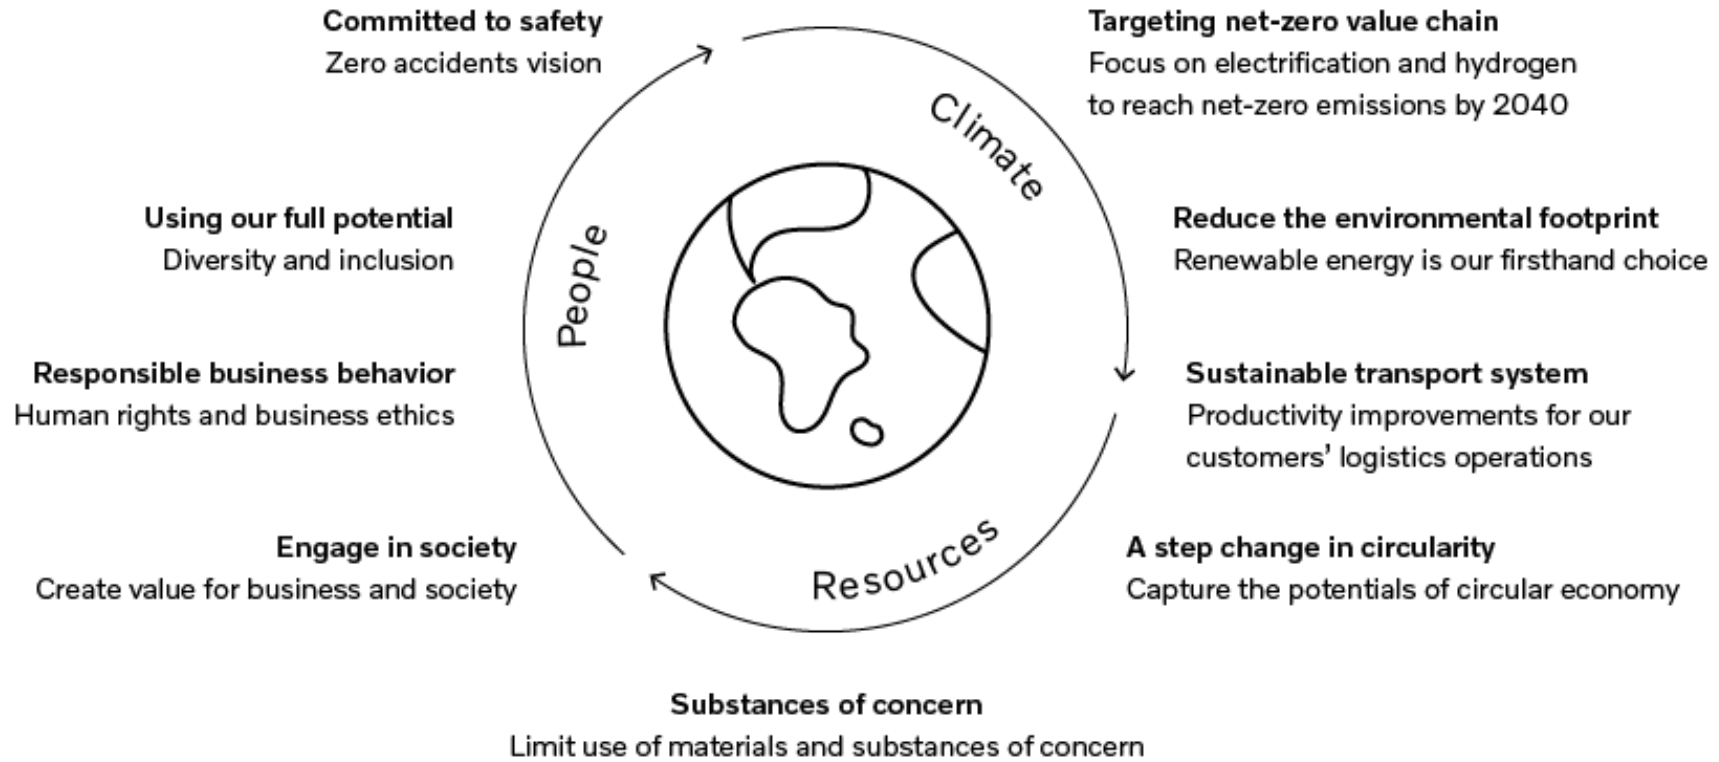 Committed to safety
Zero accidents vision
Targeting net-zero value chain
Focus on electrification and hydrogen
to reach net-zero emissions by 2040
Climate
Using our full potential
Diversity and inclusion
People
Reduce the environmental footprint
Renewable energy is our firsthand choice
Responsible business behavior
Human rights and business ethics
Sustainable transport system
Productivity improvements for our
customers’ logistics operations
Engage in society
Create value for business and society
Resources
A step change in circularity
Capture the potentials of circular economy
Substances of concern
Limit use of materials and substances of concern